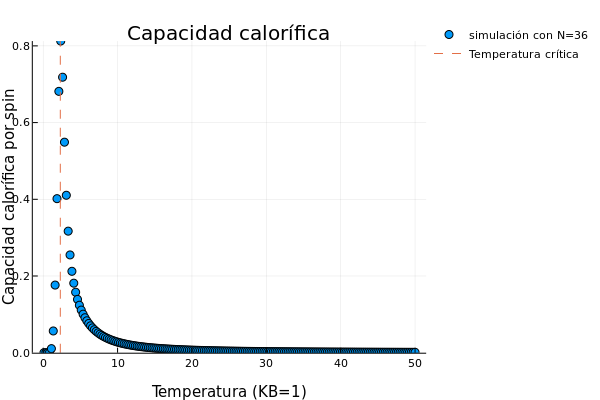 Capacidad calorífica
simulación con N=36
Temperatura crítica
Capacidad calorífica por spin
0.8
0.6
0.4
0.2
0.0
0 10 20 30 40 50
Temperatura (KB=1)